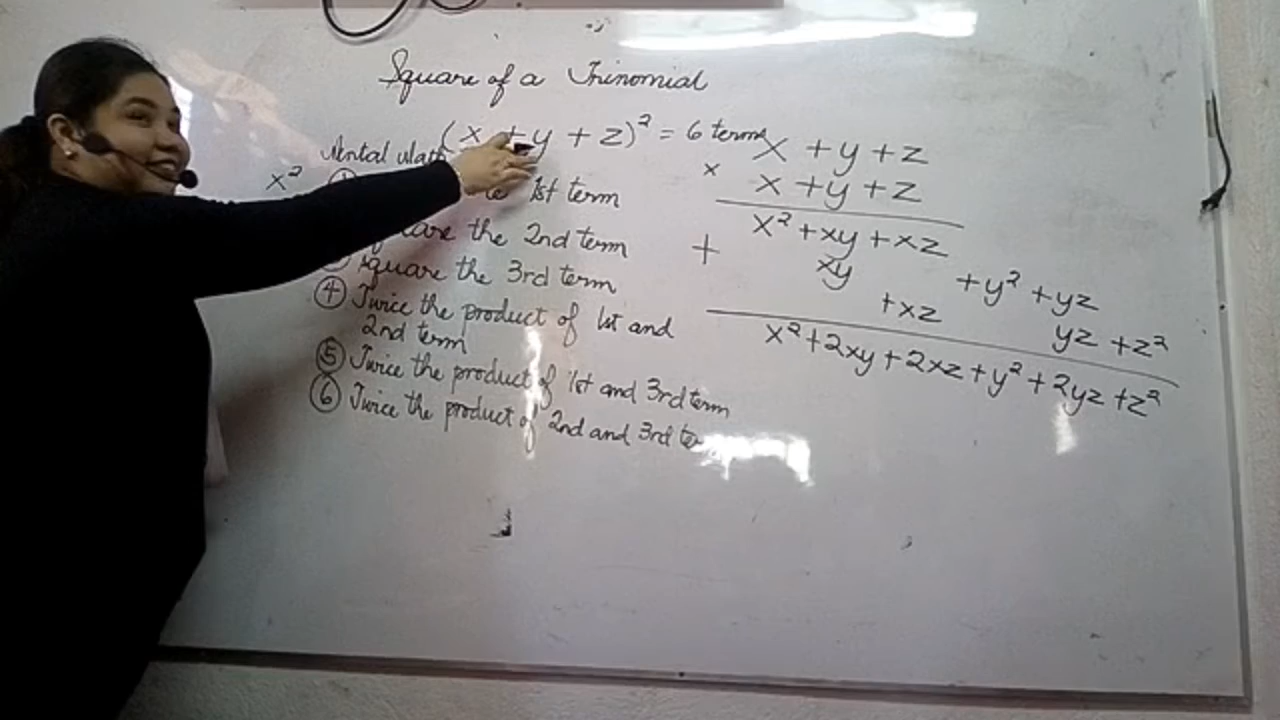 Square of a Trinomial
(x + y + z)² = 6 terms
Mental Math
x²
1st term
the 2nd term
square the 3rd term
④ Twice the product of 1st and
2nd term
⑤ Twice the product of 1st and 3rd term
⑥ Twice the product of 2nd and 3rd
x + y + z
x x + y + z
x² + xy + xz
+ xy + y² + yz
+ xz yz + z²
x² + 2xy + 2xz + y² + 2yz + z²